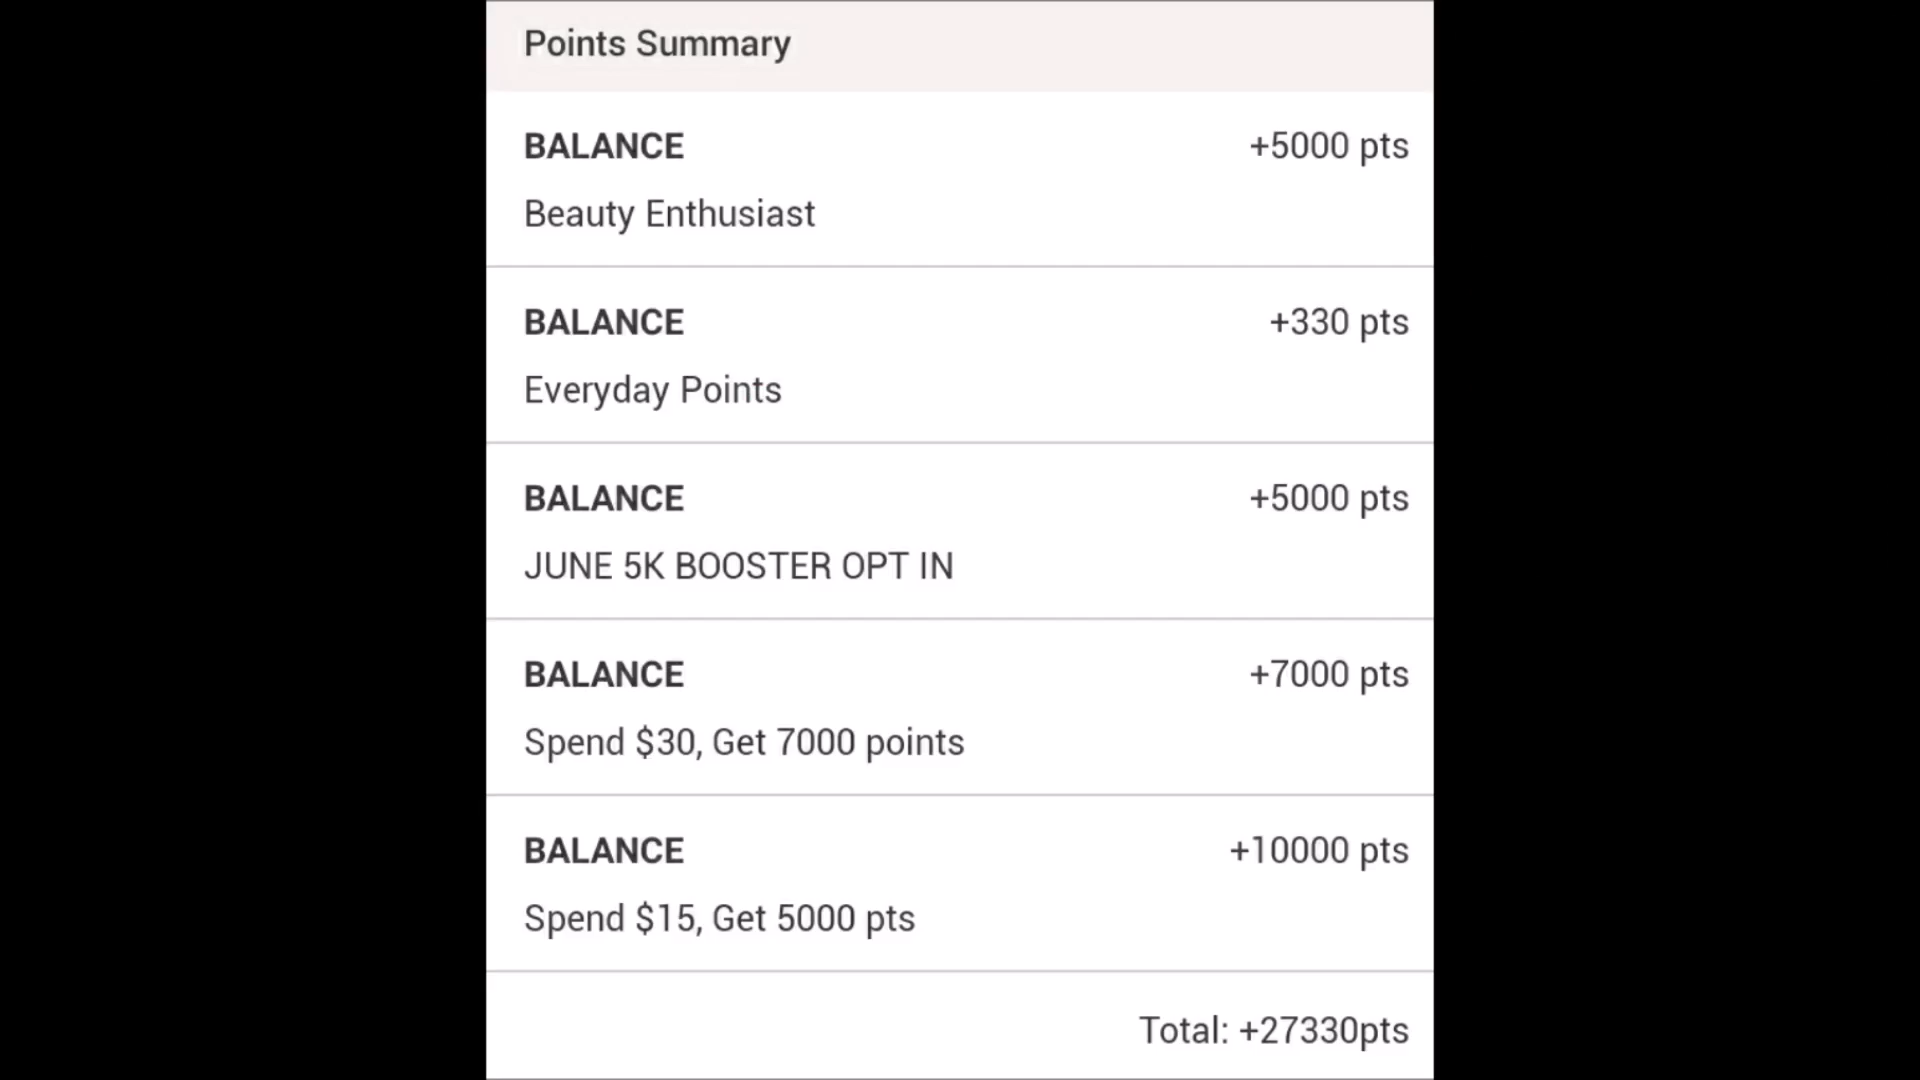 Points Summary
BALANCE +5000 pts
Beauty Enthusiast
BALANCE +330 pts
Everyday Points
BALANCE +5000 pts
JUNE 5K BOOSTER OPT IN
BALANCE +7000 pts
Spend $30, Get 7000 points
BALANCE +10000 pts
Spend $15, Get 5000 pts
Total: +27330pts